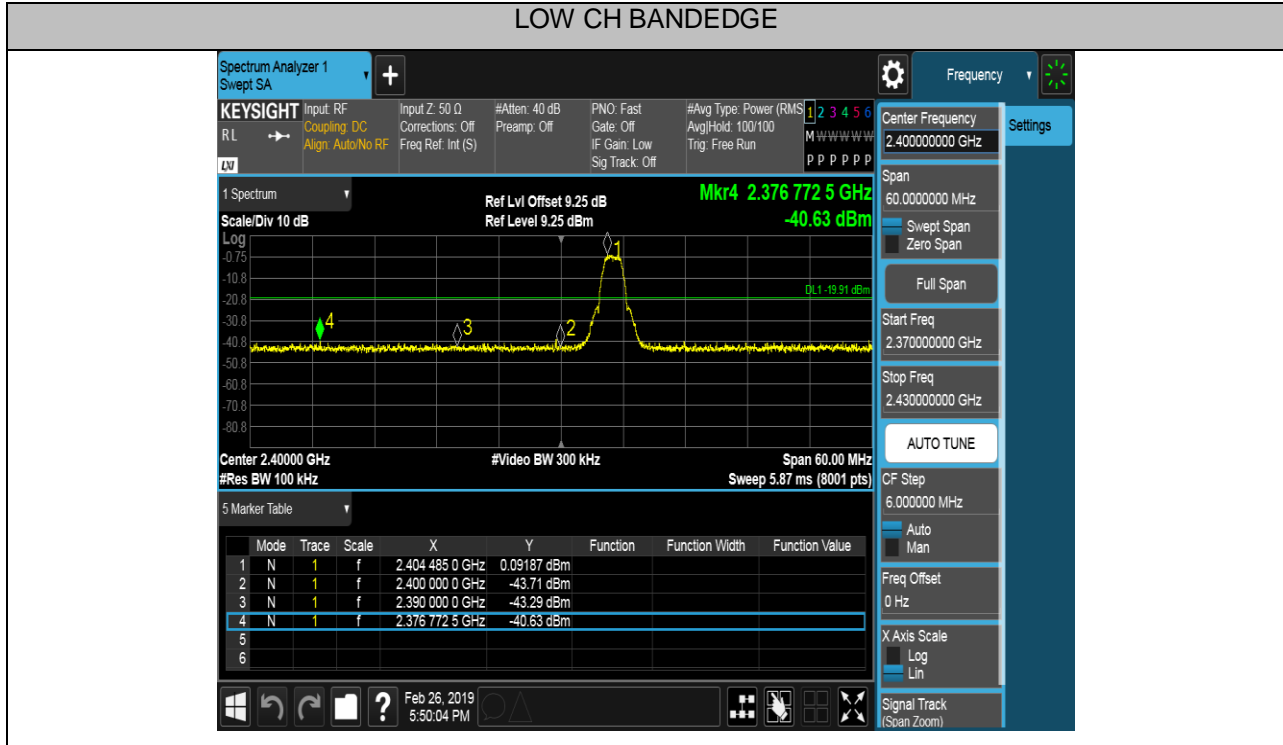 LOW CH BANDEDGE
Spectrum Analyzer 1
Swept SA
+
Frequency
KEYSIGHT
RL
LXI
Input: RF
Coupling: DC
Align: Auto/No RF
Input Z: 50 Ω
Corrections: Off
Freq Ref: Int (S)
#Atten: 40 dB
Preamp: Off
PNO: Fast
Gate: Off
IF Gain: Low
Sig Track: Off
#Avg Type: Power (RMS
Avg|Hold: 100/100
Trig: Free Run
1 2 3 4 5 6
M W W W W W
P P P P P P
1 Spectrum
Scale/Div 10 dB
Ref Lvl Offset 9.25 dB
Ref Level 9.25 dBm
Mkr4 2.376 772 5 GHz
-40.63 dBm
Log
-0.75
-10.8
-20.8
-30.8
-40.8
-50.8
-60.8
-70.8
-80.8
1
DL1 -19.91 dBm
4
3
2
Center 2.40000 GHz
#Video BW 300 kHz
Span 60.00 MHz
#Res BW 100 kHz
Sweep 5.87 ms (8001 pts)
5 Marker Table
Mode Trace Scale X Y Function Function Width Function Value
1 N 1 f 2.404 485 0 GHz 0.09187 dBm
2 N 1 f 2.400 000 0 GHz -43.71 dBm
3 N 1 f 2.390 000 0 GHz -43.29 dBm
4 N 1 f 2.376 772 5 GHz -40.63 dBm
5
6
?
Feb 26, 2019
5:50:04 PM
Center Frequency
2.400000000 GHz
Settings
Span
60.0000000 MHz
Swept Span
Zero Span
Full Span
Start Freq
2.370000000 GHz
Stop Freq
2.430000000 GHz
AUTO TUNE
CF Step
6.000000 MHz
Auto
Man
Freq Offset
0 Hz
X Axis Scale
Log
Lin
Signal Track
(Span Zoom)